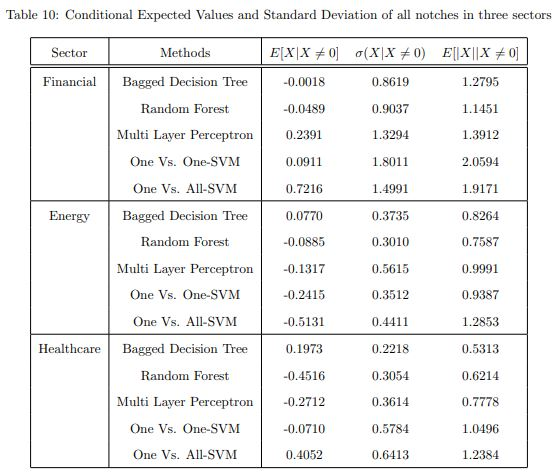 Table 10: Conditional Expected Values and Standard Deviation of all notches in three sectors
Sector Methods E[X|X ≠ 0] σ(X|X ≠ 0) E[|X||X ≠ 0]
Financial Bagged Decision Tree -0.0018 0.8619 1.2795
Random Forest -0.0489 0.9037 1.1451
Multi Layer Perceptron 0.2391 1.3294 1.3912
One Vs. One-SVM 0.0911 1.8011 2.0594
One Vs. All-SVM 0.7216 1.4991 1.9171
Energy Bagged Decision Tree 0.0770 0.3735 0.8264
Random Forest -0.0885 0.3010 0.7587
Multi Layer Perceptron -0.1317 0.5615 0.9991
One Vs. One-SVM -0.2415 0.3512 0.9387
One Vs. All-SVM -0.5131 0.4411 1.2853
Healthcare Bagged Decision Tree 0.1973 0.2218 0.5313
Random Forest -0.4516 0.3054 0.6214
Multi Layer Perceptron -0.2712 0.3614 0.7778
One Vs. One-SVM -0.0710 0.5784 1.0496
One Vs. All-SVM 0.4052 0.6413 1.2384